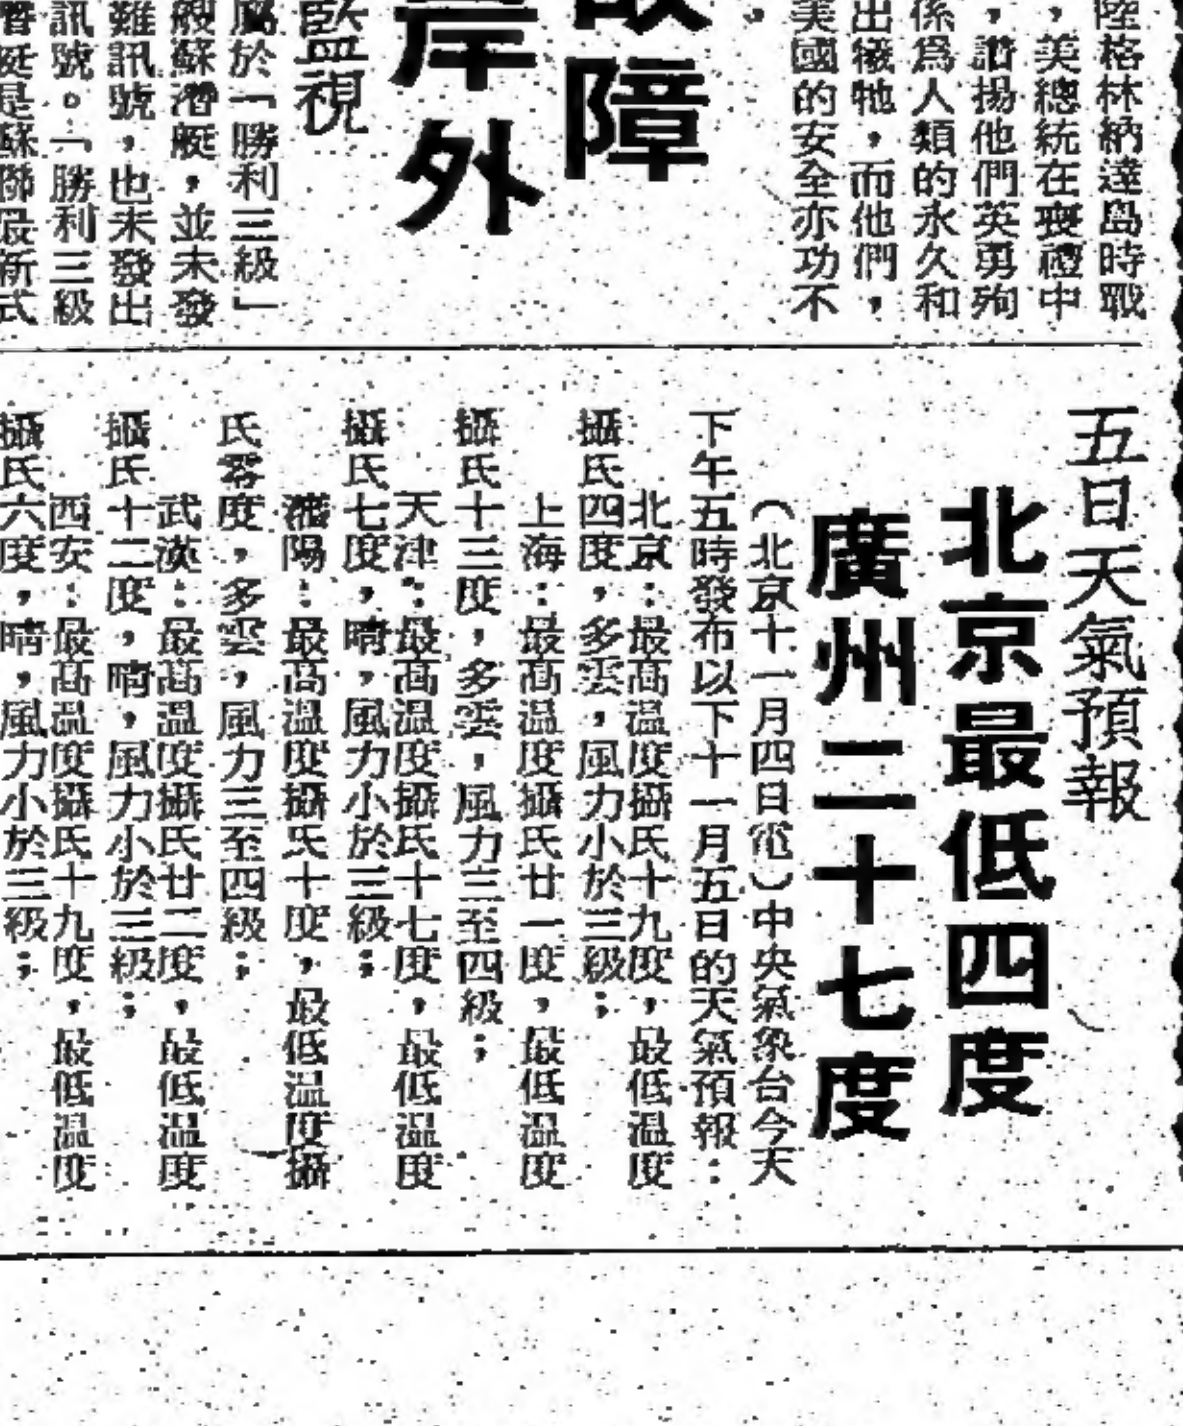 陸格林納達島時戰
，美總統在喪禮中
，讚揚他們英勇殉
係爲人類的永久和
出犧牲，而他們，
美國的安全亦功不
障
岸外
監視
屬於「勝利三級」
艘蘇潛艇，並未發
難訊號，也未發出
訊號。「勝利三級
潛艇是蘇聯最新式
五日天氣預報
北京最低四度
廣州二十七度
（北京十一月四日電）中央氣象台今天
下午五時發布以下十一月五日的天氣預報：
北京：最高溫度攝氏十九度，最低溫度
攝氏四度，多雲，風力小於三級；
上海：最高溫度攝氏廿一度，最低溫度
攝氏十三度，多雲，風力三至四級；
天津：最高溫度攝氏十七度，最低溫度
攝氏七度，晴，風力小於三級；
瀋陽：最高溫度攝氏十度，最低溫度攝
氏零度，多雲，風力三至四級；
武漢：最高溫度攝氏廿二度，最低溫度
攝氏十二度，晴，風力小於三級；
西安：最高溫度攝氏十九度，最低溫度
攝氏六度，晴，風力小於三級；